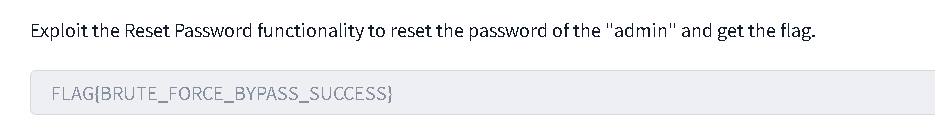 Exploit the Reset Password functionality to reset the password of the "admin" and get the flag.
FLAG{BRUTE_FORCE_BYPASS_SUCCESS}